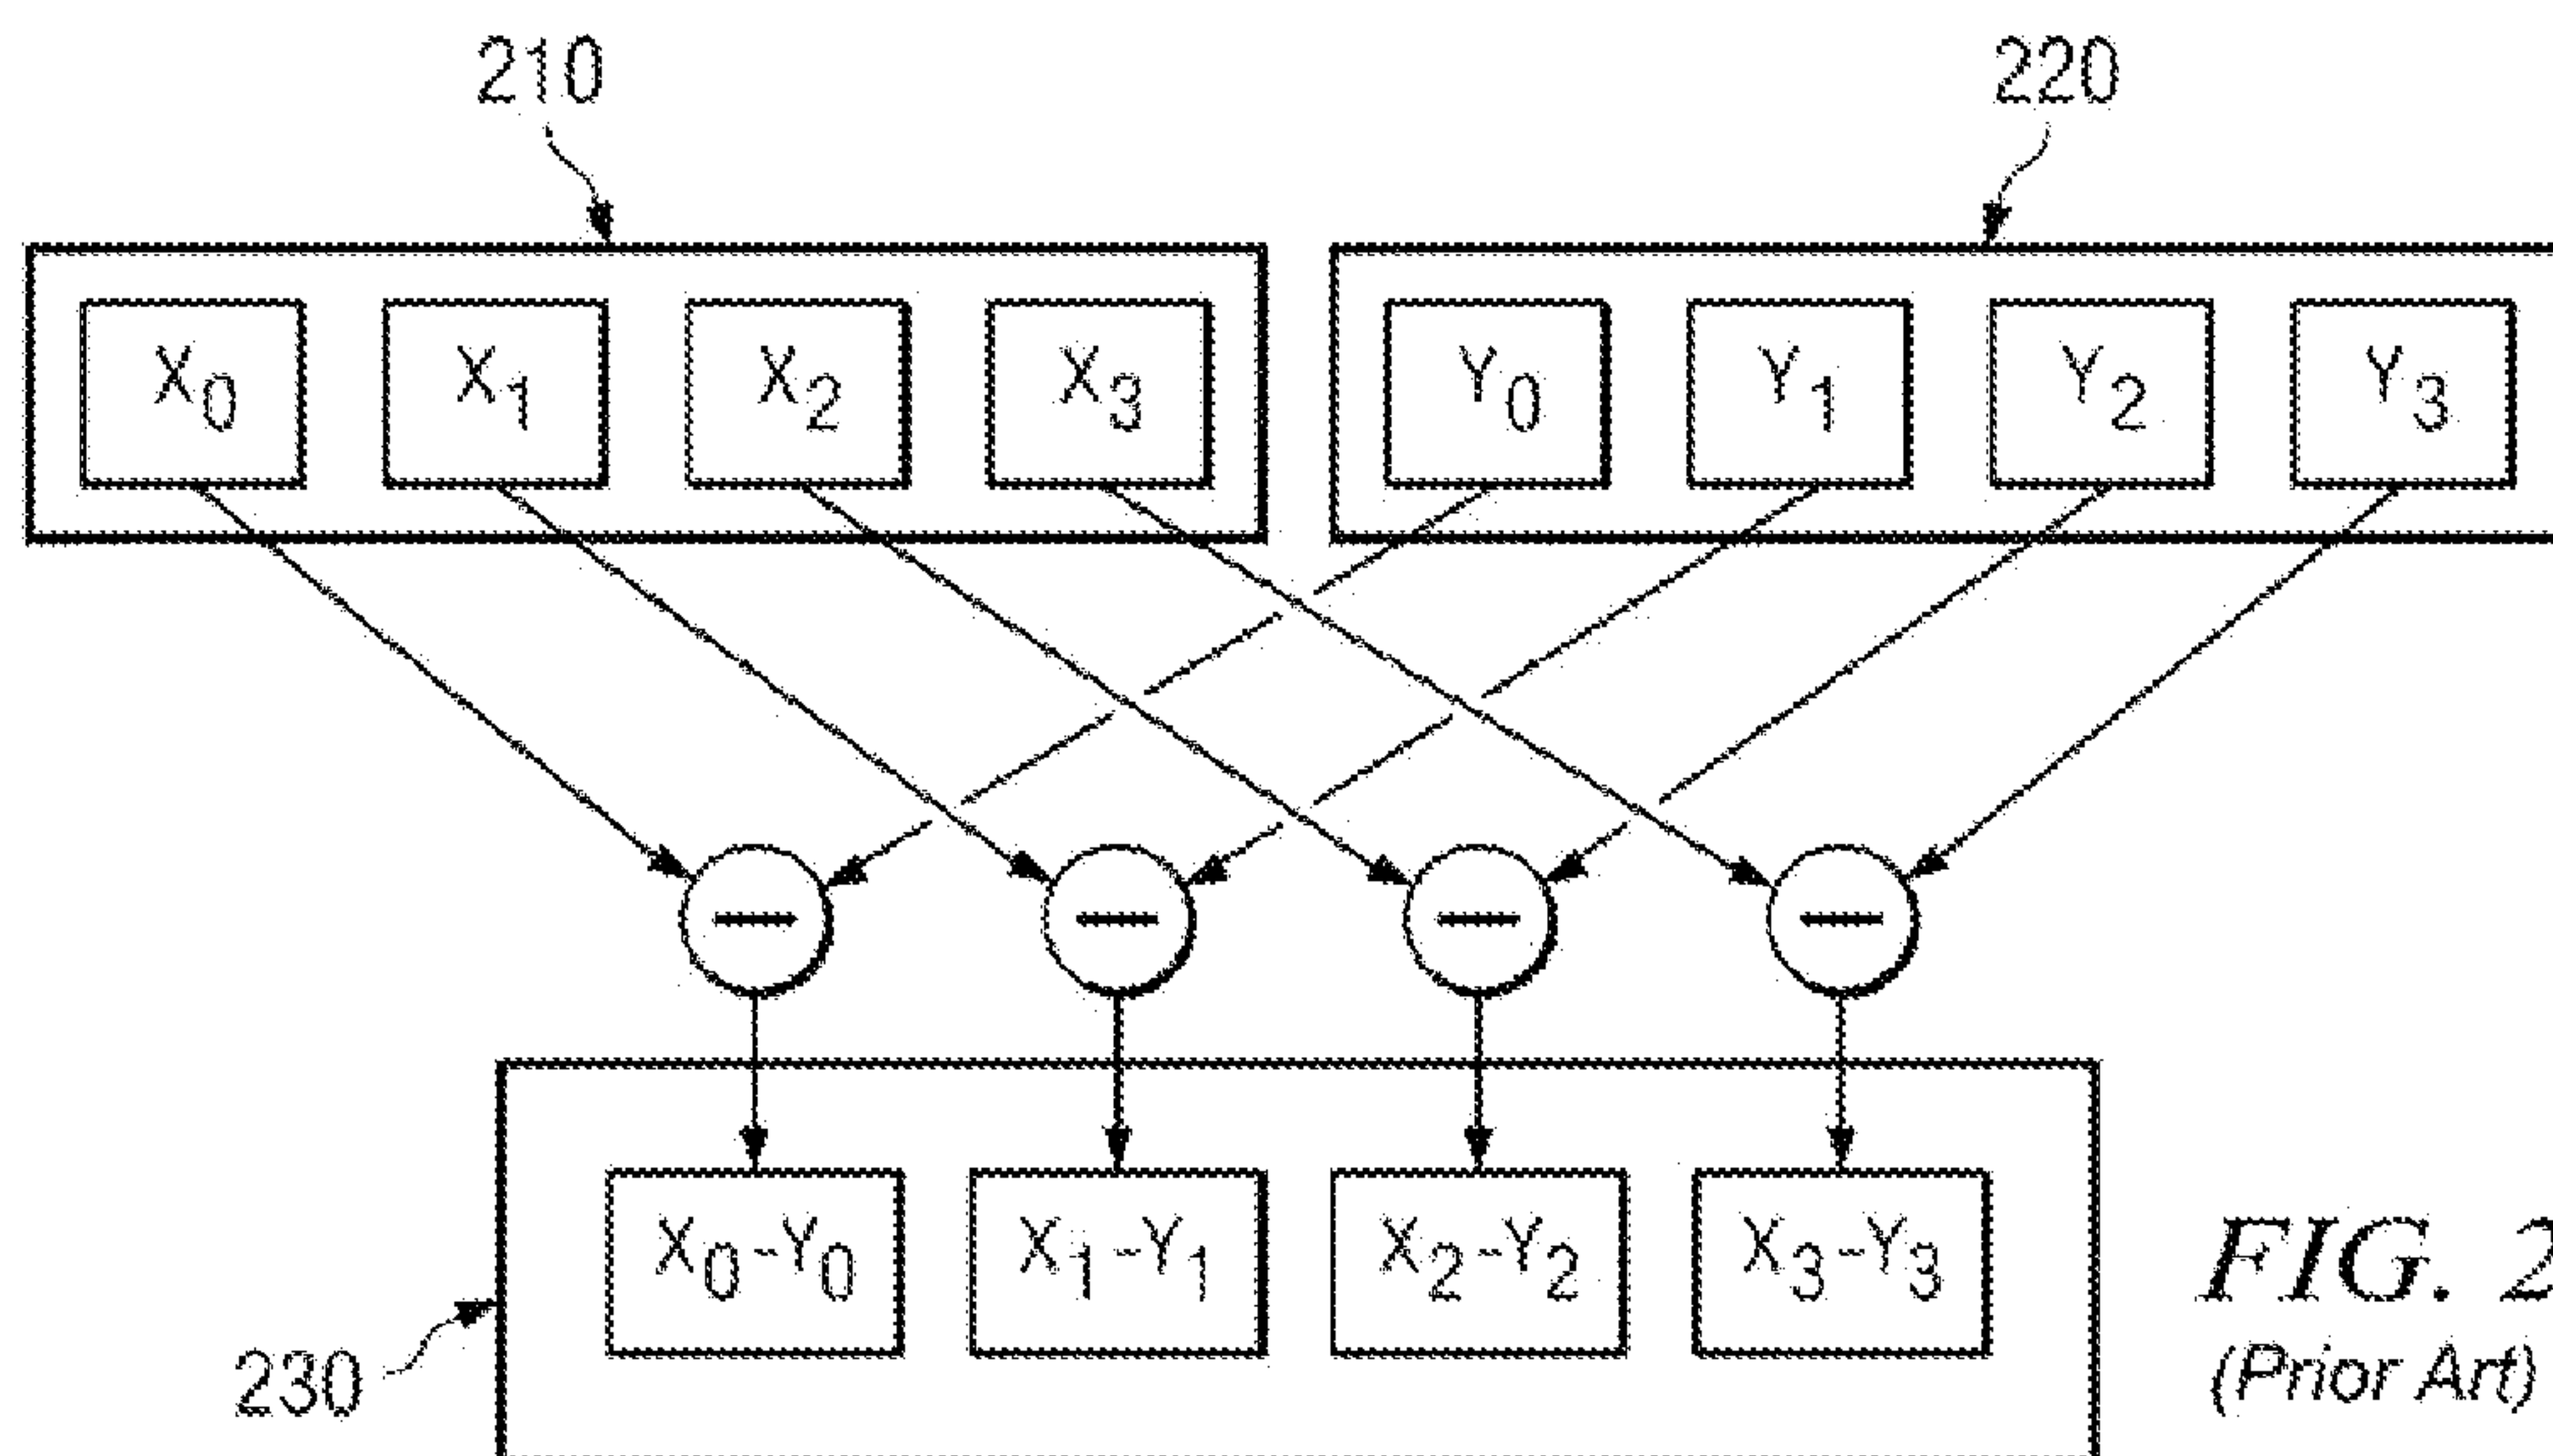 210 220
X0 X1 X2 X3 Y0 Y1 Y2 Y3
— — — —
X0-Y0 X1-Y1 X2-Y2 X3-Y3
230
FIG. 2
(Prior Art)